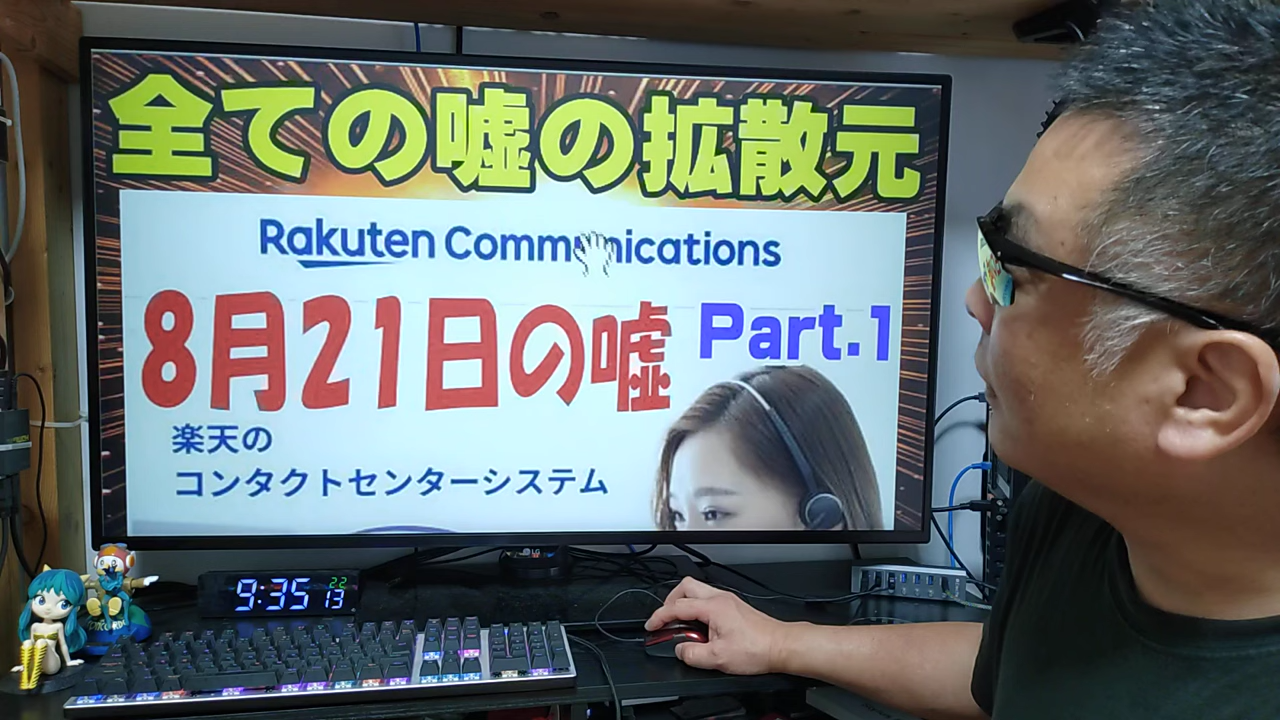 全ての嘘の拡散元
Rakuten Communications
8月21日の嘘 Part.1
楽天の
コンタクトセンターシステム
LG
9:35 22
13